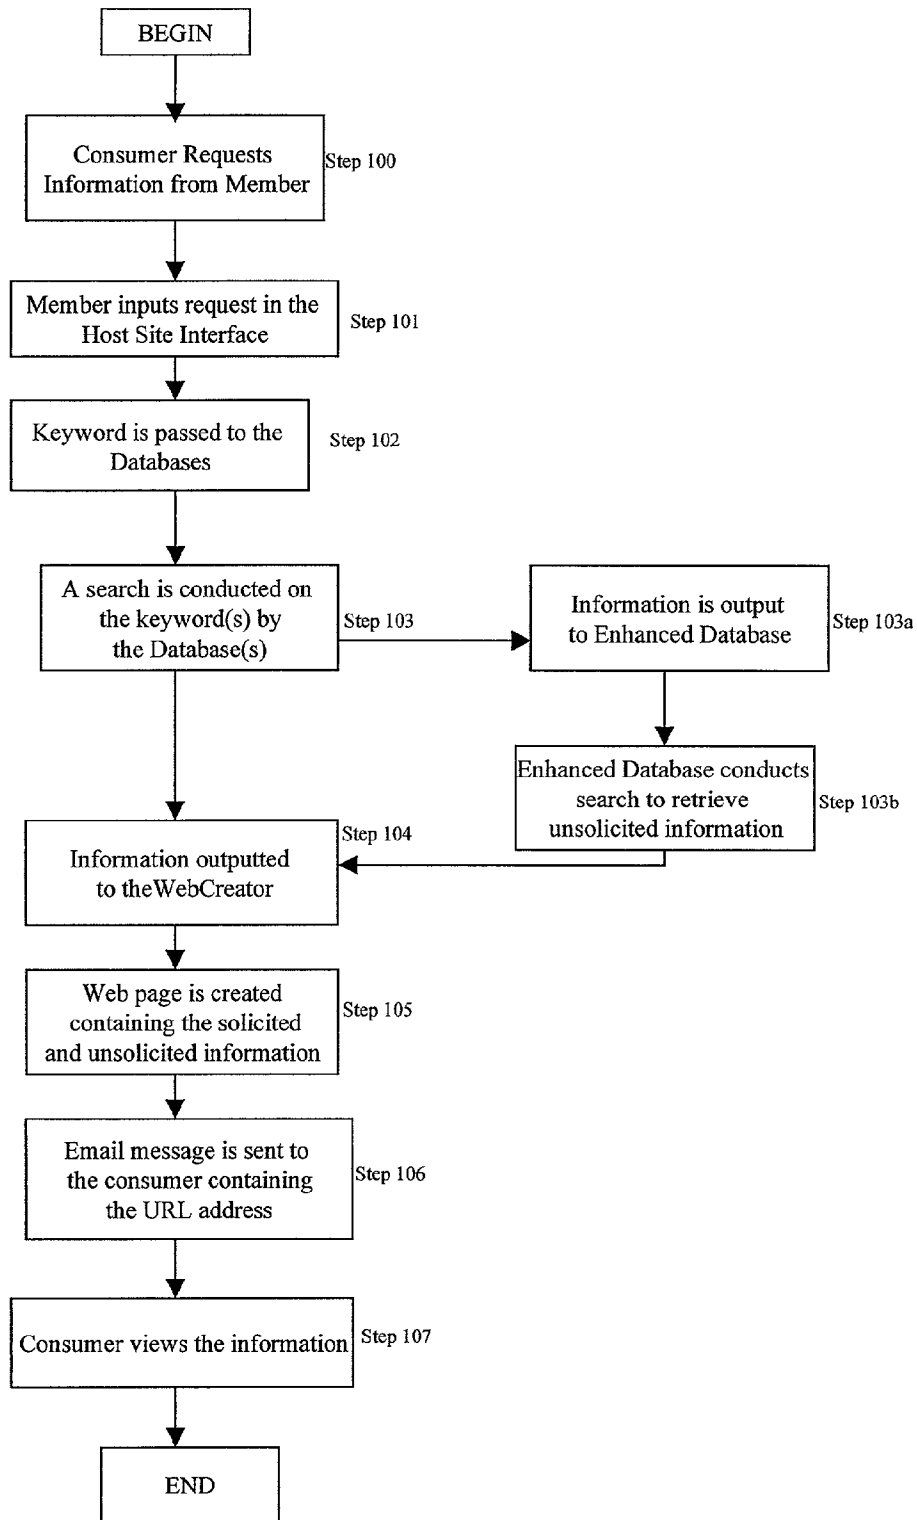 BEGIN
Consumer Requests
Information from Member
Step 100
Member inputs request in the
Host Site Interface
Step 101
Keyword is passed to the
Databases
Step 102
A search is conducted on
the keyword(s) by
the Database(s)
Step 103
Information is output
to Enhanced Database
Step 103a
Enhanced Database conducts
search to retrieve
unsolicited information
Step 103b
Step 104
Information outputted
to theWebCreator
Web page is created
containing the solicited
and unsolicited information
Step 105
Email message is sent to
the consumer containing
the URL address
Step 106
Consumer views the information
Step 107
END